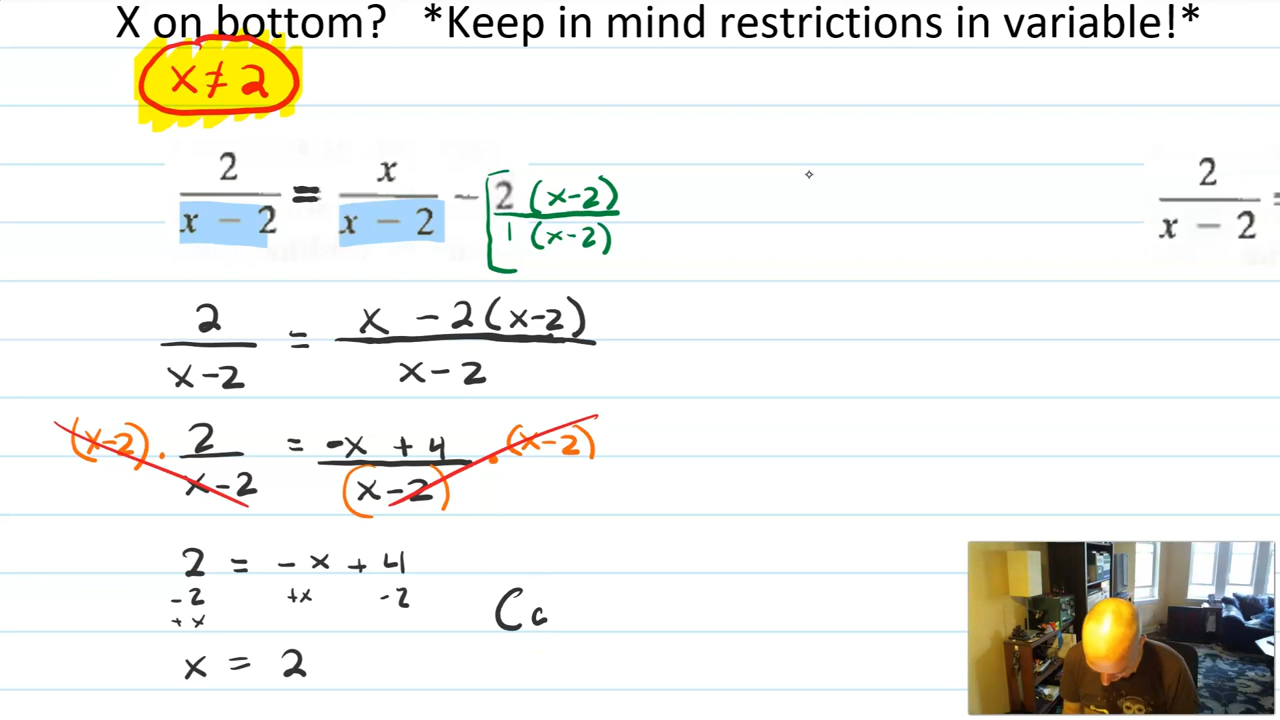 X on bottom? *Keep in mind restrictions in variable!*
x ≠ 2
2/(x − 2) = x/(x − 2) − [2 (x-2)/1 (x-2)
2/(x − 2) =
2/(x-2) = (x - 2(x-2))/(x-2)
(x-2) · 2/(x-2) = (-x + 4)/(x-2) · (x-2)
2 = - x + 4
-2 +x -2
+ x
Ca
x = 2